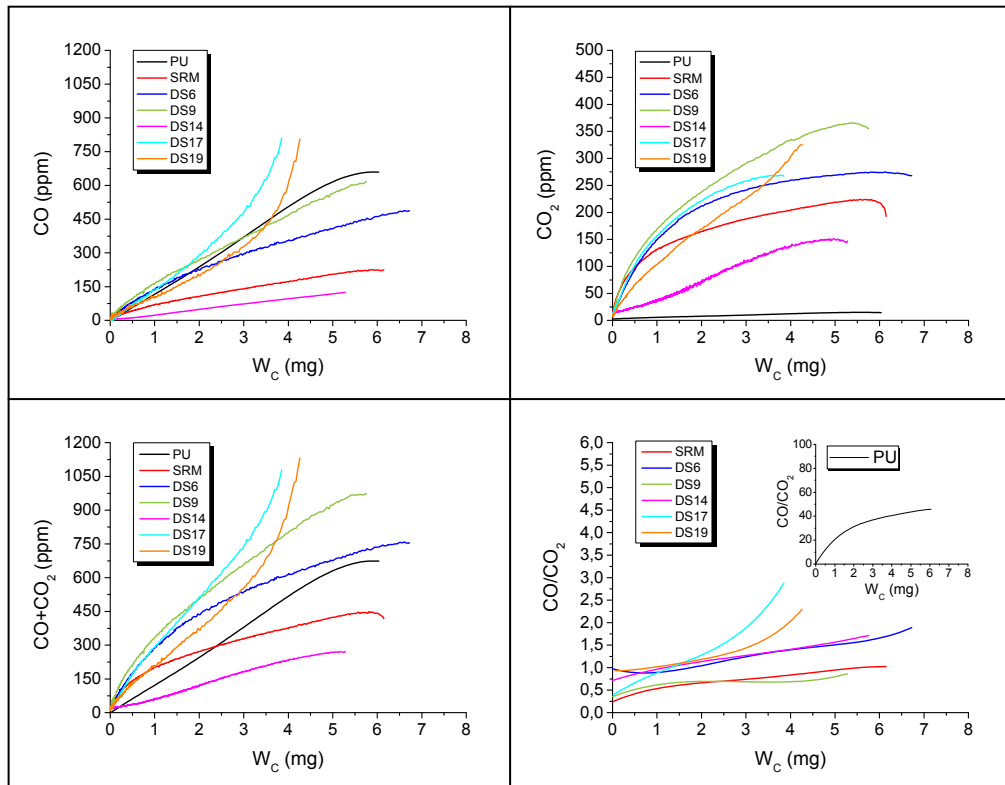 1200
1050
900
750
600
450
300
150
0
CO (ppm)
PU
SRM
DS6
DS9
DS14
DS17
DS19
0 1 2 3 4 5 6 7 8
W_C (mg)
500
450
400
350
300
250
200
150
100
50
0
CO₂ (ppm)
PU
SRM
DS6
DS9
DS14
DS17
DS19
0 1 2 3 4 5 6 7 8
W_C (mg)
1200
1050
900
750
600
450
300
150
0
CO+CO₂ (ppm)
PU
SRM
DS6
DS9
DS14
DS17
DS19
0 1 2 3 4 5 6 7 8
W_C (mg)
6,0
5,5
5,0
4,5
4,0
3,5
3,0
2,5
2,0
1,5
1,0
0,5
0,0
CO/CO₂
SRM
DS6
DS9
DS14
DS17
DS19
0 1 2 3 4 5 6 7 8
W_C (mg)
100
80
60
40
20
0
CO/CO₂
PU
0 1 2 3 4 5 6 7 8
W_C (mg)